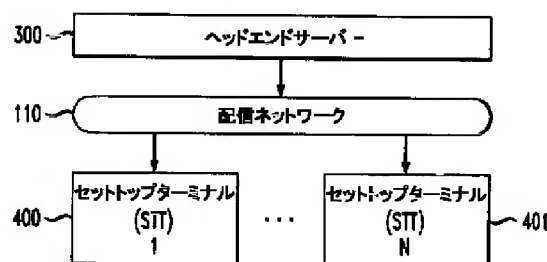 300
ヘッドエンドサーバー
110
配信ネットワーク
セットトップターミナル
(STT)
1
400
...
セットトップターミナル
(STT)
N
401